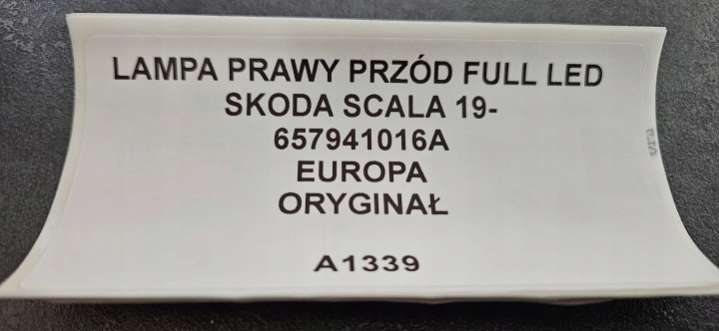 LAMPA PRAWY PRZÓD FULL LED
SKODA SCALA 19-
657941016A
EUROPA
ORYGINAŁ
A1339